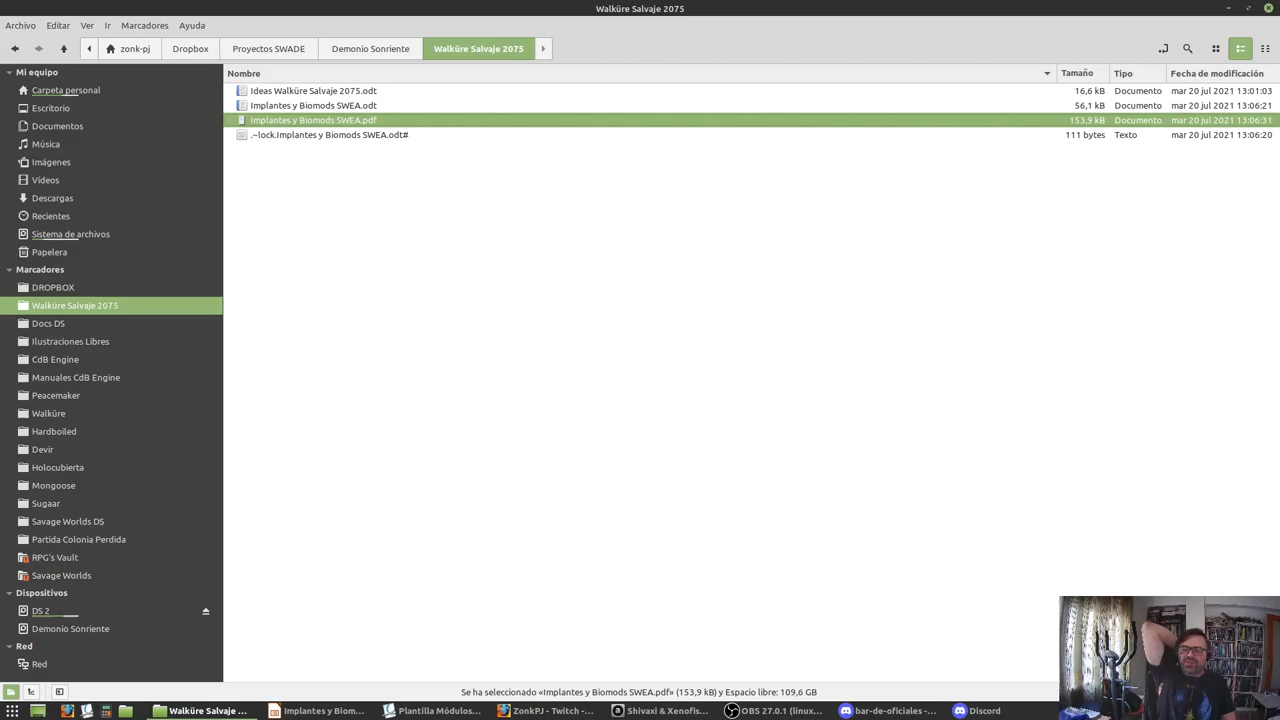 Walküre Salvaje 2075
Archivo Editar Ver Ir Marcadores Ayuda
zonk-pj Dropbox Proyectos SWADE Demonio Sonriente Walküre Salvaje 2075
Mi equipo
Carpeta personal
Escritorio
Documentos
Música
Imágenes
Vídeos
Descargas
Recientes
Sistema de archivos
Papelera
Marcadores
DROPBOX
Walküre Salvaje 2075
Docs DS
Ilustraciones Libres
CdB Engine
Manuales CdB Engine
Peacemaker
Walküre
Hardboiled
Devir
Holocubierta
Mongoose
Sugaar
Savage Worlds DS
Partida Colonia Perdida
RPG's Vault
Savage Worlds
Dispositivos
DS 2
Demonio Sonriente
Red
Red
Nombre Tamaño Tipo Fecha de modificación
Ideas Walküre Salvaje 2075.odt 16,6 kB Documento mar 20 jul 2021 13:01:03
Implantes y Biomods SWEA.odt 56,1 kB Documento mar 20 jul 2021 13:06:21
Implantes y Biomods SWEA.pdf 153,9 kB Documento mar 20 jul 2021 13:06:31
.~lock.Implantes y Biomods SWEA.odt# 111 bytes Texto mar 20 jul 2021 13:06:20
Se ha seleccionado «Implantes y Biomods SWEA.pdf» (153,9 kB) y Espacio libre: 109,6 GB
Walküre Salvaje ... Implantes y Biom... Plantilla Módulos... ZonkPJ - Twitch -... Shivaxi & Xenofis... OBS 27.0.1 (linux... bar-de-oficiales -... Discord